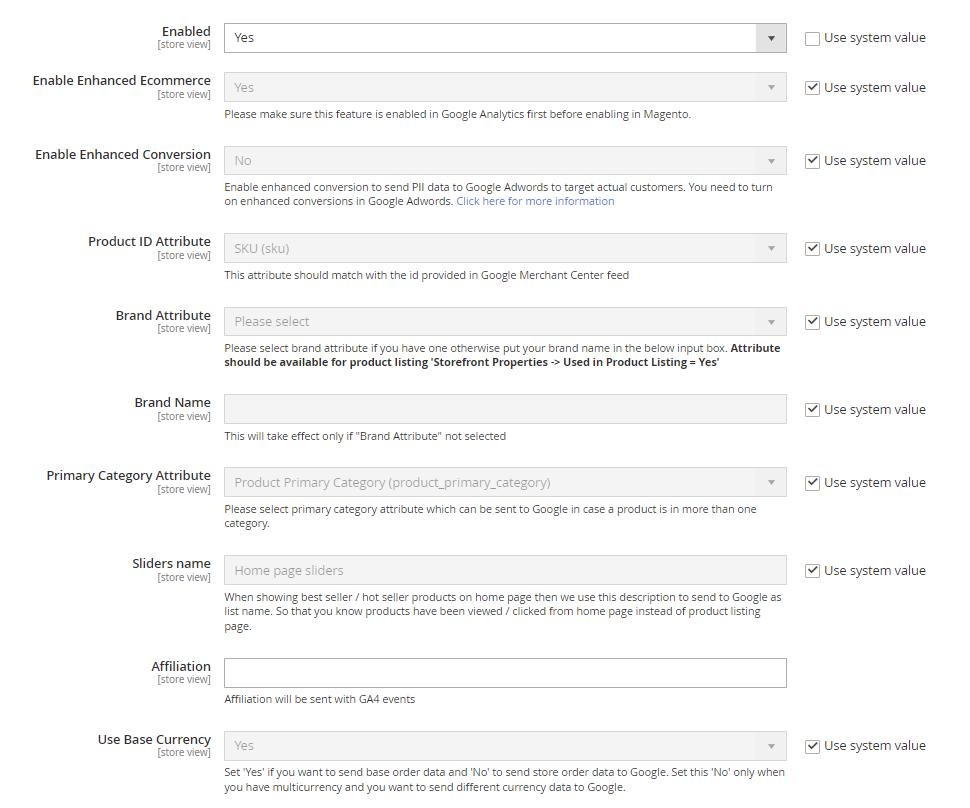 Enabled
[store view]
Yes
Use system value
Enable Enhanced Ecommerce
[store view]
Yes
Use system value
Please make sure this feature is enabled in Google Analytics first before enabling in Magento.
Enable Enhanced Conversion
[store view]
No
Use system value
Enable enhanced conversion to send PII data to Google Adwords to target actual customers. You need to turn
on enhanced conversions in Google Adwords. Click here for more information
Product ID Attribute
[store view]
SKU (sku)
Use system value
This attribute should match with the id provided in Google Merchant Center feed
Brand Attribute
[store view]
Please select
Use system value
Please select brand attribute if you have one otherwise put your brand name in the below input box. Attribute
should be available for product listing 'Storefront Properties -> Used in Product Listing = Yes'
Brand Name
[store view]
Use system value
This will take effect only if "Brand Attribute" not selected
Primary Category Attribute
[store view]
Product Primary Category (product_primary_category)
Use system value
Please select primary category attribute which can be sent to Google in case a product is in more than one
category.
Sliders name
[store view]
Home page sliders
Use system value
When showing best seller / hot seller products on home page then we use this description to send to Google as
list name. So that you know products have been viewed / clicked from home page instead of product listing
page.
Affiliation
[store view]
Affiliation will be sent with GA4 events
Use Base Currency
[store view]
Yes
Use system value
Set 'Yes' if you want to send base order data and 'No' to send store order data to Google. Set this 'No' only when
you have multicurrency and you want to send different currency data to Google.